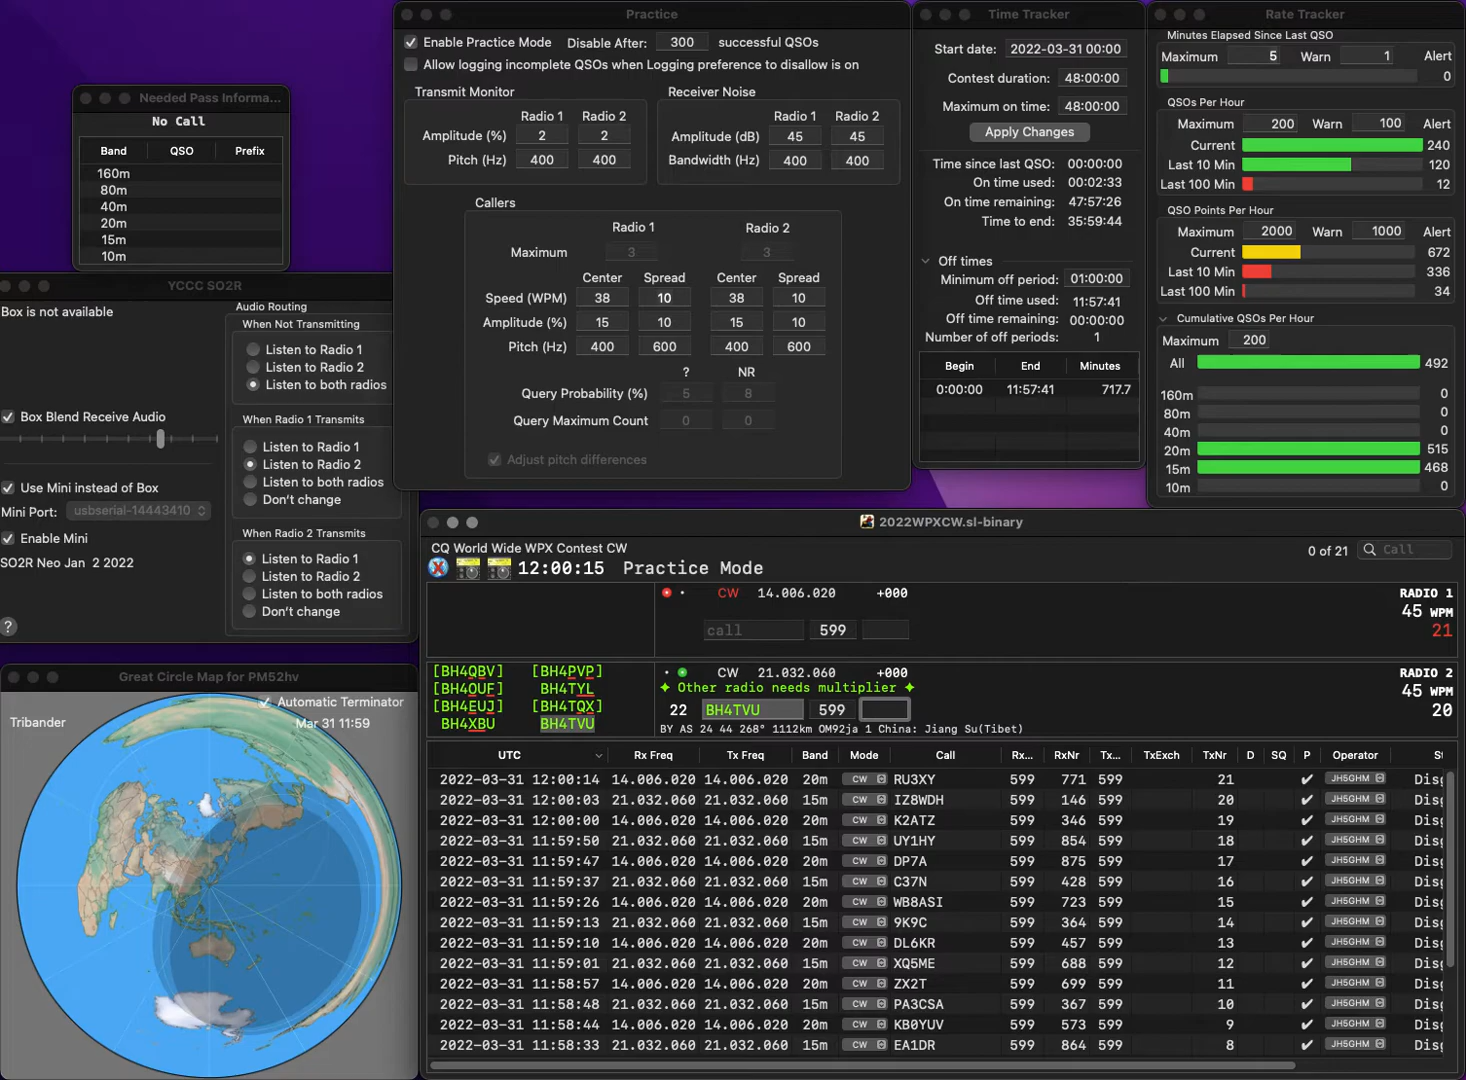 Needed Pass Informa...
No Call
Band QSO Prefix
160m
80m
40m
20m
15m
10m
YCCC SO2R
Box is not available
Box Blend Receive Audio
Use Mini instead of Box
Mini Port: usbserial-14443410
Enable Mini
SO2R Neo Jan 2 2022
?
Audio Routing
When Not Transmitting
Listen to Radio 1
Listen to Radio 2
Listen to both radios
When Radio 1 Transmits
Listen to Radio 1
Listen to Radio 2
Listen to both radios
Don't change
When Radio 2 Transmits
Listen to Radio 1
Listen to Radio 2
Listen to both radios
Don't change
Practice
Enable Practice Mode Disable After: 300 successful QSOs
Allow logging incomplete QSOs when Logging preference to disallow is on
Transmit Monitor
Radio 1 Radio 2
Amplitude (%) 2 2
Pitch (Hz) 400 400
Receiver Noise
Radio 1 Radio 2
Amplitude (dB) 45 45
Bandwidth (Hz) 400 400
Callers
Radio 1 Radio 2
Maximum 3 3
Center Spread Center Spread
Speed (WPM) 38 10 38 10
Amplitude (%) 15 10 15 10
Pitch (Hz) 400 600 400 600
? NR
Query Probability (%) 5 8
Query Maximum Count 0 0
Adjust pitch differences
Time Tracker
Start date: 2022-03-31 00:00
Contest duration: 48:00:00
Maximum on time: 48:00:00
Apply Changes
Time since last QSO: 00:00:00
On time used: 00:02:33
On time remaining: 47:57:26
Time to end: 35:59:44
Off times
Minimum off period: 01:00:00
Off time used: 11:57:41
Off time remaining: 00:00:00
Number of off periods: 1
Begin End Minutes
0:00:00 11:57:41 717.7
Rate Tracker
Minutes Elapsed Since Last QSO
Maximum 5 Warn 1 Alert
0
QSOs Per Hour
Maximum 200 Warn 100 Alert
Current 240
Last 10 Min 120
Last 100 Min 12
QSO Points Per Hour
Maximum 2000 Warn 1000 Alert
Current 672
Last 10 Min 336
Last 100 Min 34
Cumulative QSOs Per Hour
Maximum 200
All 492
160m 0
80m 0
40m 0
20m 515
15m 468
10m 0
Great Circle Map for PM52hv
Automatic Terminator
Tribander Mar 31 11:59
2022WPXCW.sl-binary
CQ World Wide WPX Contest CW
0 of 21 Call
12:00:15 Practice Mode
CW 14.006.020 +000 RADIO 1
45 WPM
call 599 21
[BH4QBV] [BH4PVP]
[BH4OUF] BH4TYL
[BH4EUJ] [BH4TQX]
BH4XBU BH4TVU
CW 21.032.060 +000 RADIO 2
Other radio needs multiplier 45 WPM
22 BH4TVU 599 20
BY AS 24 44 268° 1112km OM92ja 1 China: Jiang Su(Tibet)
UTC Rx Freq Tx Freq Band Mode Call Rx... RxNr Tx... TxExch TxNr D SQ P Operator
2022-03-31 12:00:14 14.006.020 14.006.020 20m CW RU3XY 599 771 599 21 ✔ JH5GHM
2022-03-31 12:00:03 21.032.060 21.032.060 15m CW IZ8WDH 599 146 599 20 ✔ JH5GHM
2022-03-31 12:00:00 14.006.020 14.006.020 20m CW K2ATZ 599 346 599 19 ✔ JH5GHM
2022-03-31 11:59:50 21.032.060 21.032.060 15m CW UY1HY 599 854 599 18 ✔ JH5GHM
2022-03-31 11:59:47 14.006.020 14.006.020 20m CW DP7A 599 875 599 17 ✔ JH5GHM
2022-03-31 11:59:37 21.032.060 21.032.060 15m CW C37N 599 428 599 16 ✔ JH5GHM
2022-03-31 11:59:26 14.006.020 14.006.020 20m CW WB8ASI 599 723 599 15 ✔ JH5GHM
2022-03-31 11:59:13 21.032.060 21.032.060 15m CW 9K9C 599 364 599 14 ✔ JH5GHM
2022-03-31 11:59:10 14.006.020 14.006.020 20m CW DL6KR 599 457 599 13 ✔ JH5GHM
2022-03-31 11:59:01 21.032.060 21.032.060 15m CW XQ5ME 599 688 599 12 ✔ JH5GHM
2022-03-31 11:58:57 14.006.020 14.006.020 20m CW ZX2T 599 699 599 11 ✔ JH5GHM
2022-03-31 11:58:48 21.032.060 21.032.060 15m CW PA3CSA 599 367 599 10 ✔ JH5GHM
2022-03-31 11:58:44 14.006.020 14.006.020 20m CW KB0YUV 599 573 599 9 ✔ JH5GHM
2022-03-31 11:58:33 21.032.060 21.032.060 15m CW EA1DR 599 864 599 8 ✔ JH5GHM